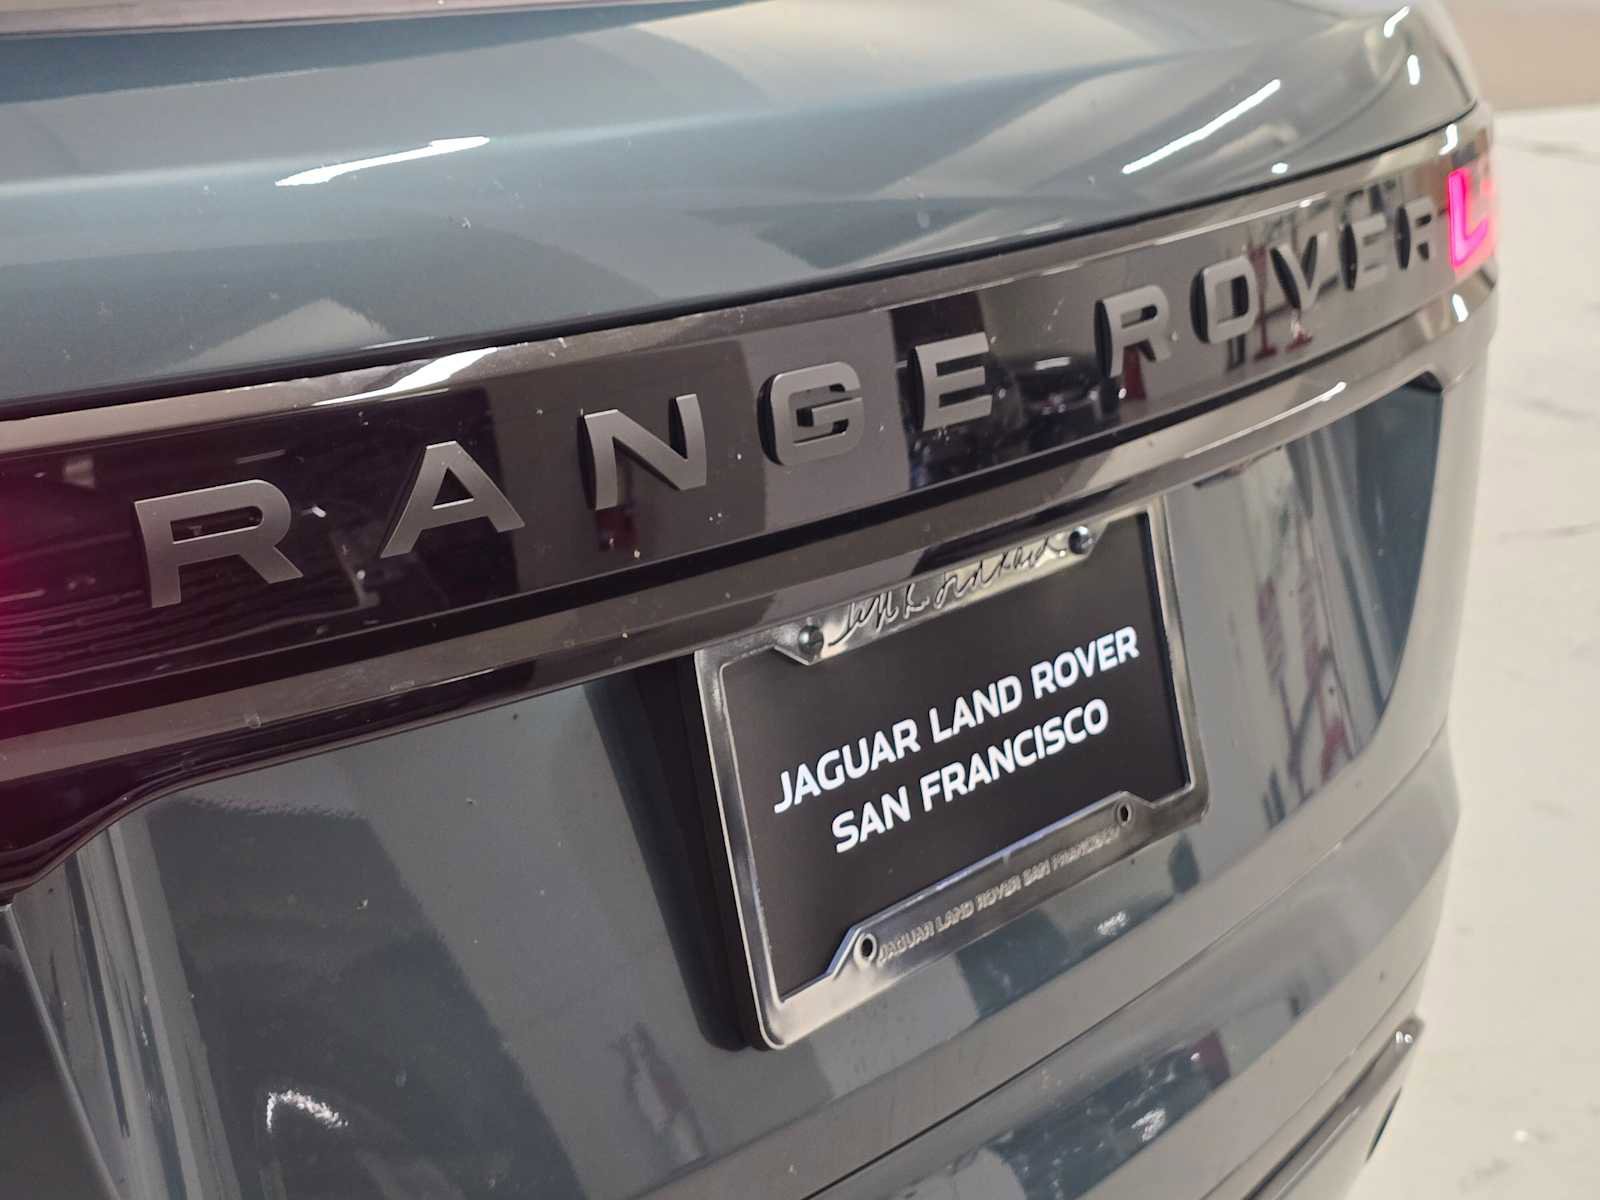 RANGE ROVER
JAGUAR LAND ROVER
SAN FRANCISCO
JAGUAR LAND ROVER SAN FRANCISCO